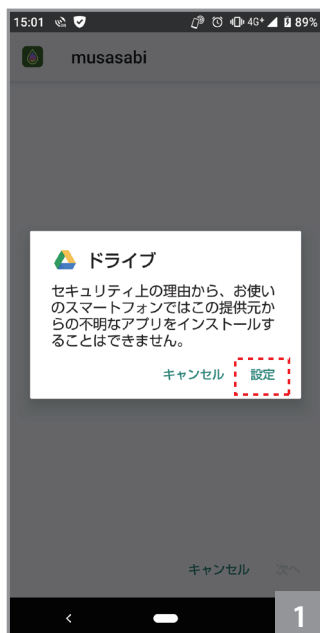 15:01 4G+ 89%
musasabi
ドライブ
セキュリティ上の理由から、お使い
のスマートフォンではこの提供元か
らの不明なアプリをインストールす
ることはできません。
キャンセル 設定
キャンセル 次へ
1